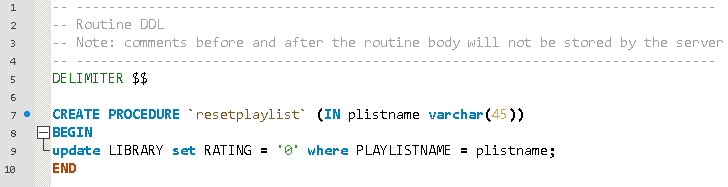 1 -- --------------------------------------------------------------------------------
2 -- Routine DDL
3 -- Note: comments before and after the routine body will not be stored by the server
4 -- --------------------------------------------------------------------------------
5 DELIMITER $$
6
7 CREATE PROCEDURE `resetplaylist` (IN plistname varchar(45))
8 BEGIN
9 update LIBRARY set RATING = '0' where PLAYLISTNAME = plistname;
10 END